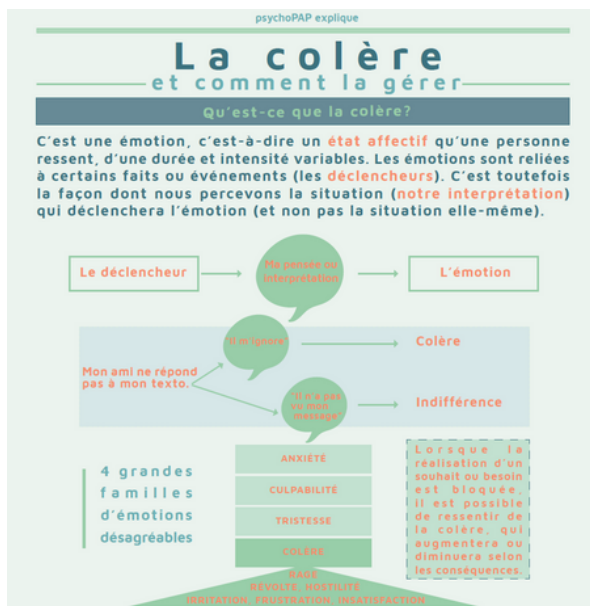 psychoPAP explique
La colère
et comment la gérer
Qu'est-ce que la colère?
C'est une émotion, c'est-à-dire un état affectif qu'une personne
ressent, d'une durée et intensité variables. Les émotions sont reliées
à certains faits ou événements (les déclencheurs). C'est toutefois
la façon dont nous percevons la situation (notre interprétation)
qui déclenchera l'émotion (et non pas la situation elle-même).
Le déclencheur
Ma pensée ou
interprétation
L'émotion
"Il m'ignore"
Colère
Mon ami ne répond
pas à mon texto.
"Il n'a pas
vu mon
message"
Indifférence
4 grandes
familles
d'émotions
désagréables
ANXIÉTÉ
CULPABILITÉ
TRISTESSE
COLÈRE
RAGE
RÉVOLTE, HOSTILITÉ
IRRITATION, FRUSTRATION, INSATISFACTION
Lorsque la
réalisation d'un
souhait ou besoin
est bloquée,
il est possible
de ressentir de
la colère, qui
augmentera ou
diminuera selon
les conséquences.